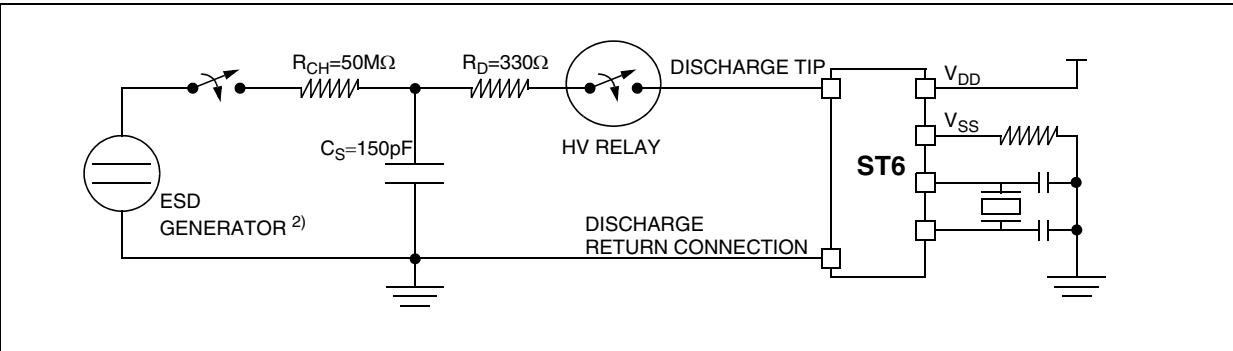 R_CH=50MΩ
R_D=330Ω
DISCHARGE TIP
V_DD
V_SS
C_S=150pF
HV RELAY
ST6
ESD
GENERATOR 2)
DISCHARGE
RETURN CONNECTION